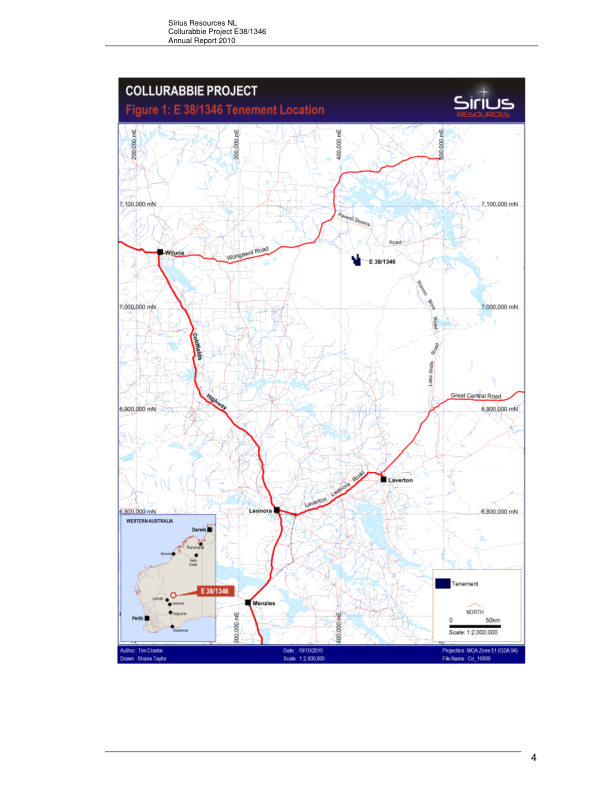 Sirius Resources NL
Collurabbie Project E38/1346
Annual Report 2010
COLLURABBIE PROJECT
Figure 1: E 38/1346 Tenement Location
Sirius
RESOURCES
200,000 mE
300,000 mE
400,000 mE
500,000 mE
7,100,000 mN
7,100,000 mN
Road
Wiluna
Wongawol Road
E 38/1346
7,000,000 mN
7,000,000 mN
Road
Goldfields
Highway
Lake Wells Road
Great Central Road
6,900,000 mN
6,900,000 mN
Laverton
Laverton Leonora Road
Leonora
6,800,000 mN
6,800,000 mN
WESTERN AUSTRALIA
Darwin
Kununurra
Broome
Halls
Creek
E 38/1346
Leonora
Kalgoorlie
Perth
Esperance
Menzies
300,000 mE
400,000 mE
Tenement
NORTH
0 50km
Scale: 1:2,000,000
Author : Tim Craske
Drawn : Shane Taylor
Date : 19/10/2010
Scale : 1:2,000,000
Projection: MGA Zone 51 (GDA 94)
File Name : Co_10009
4